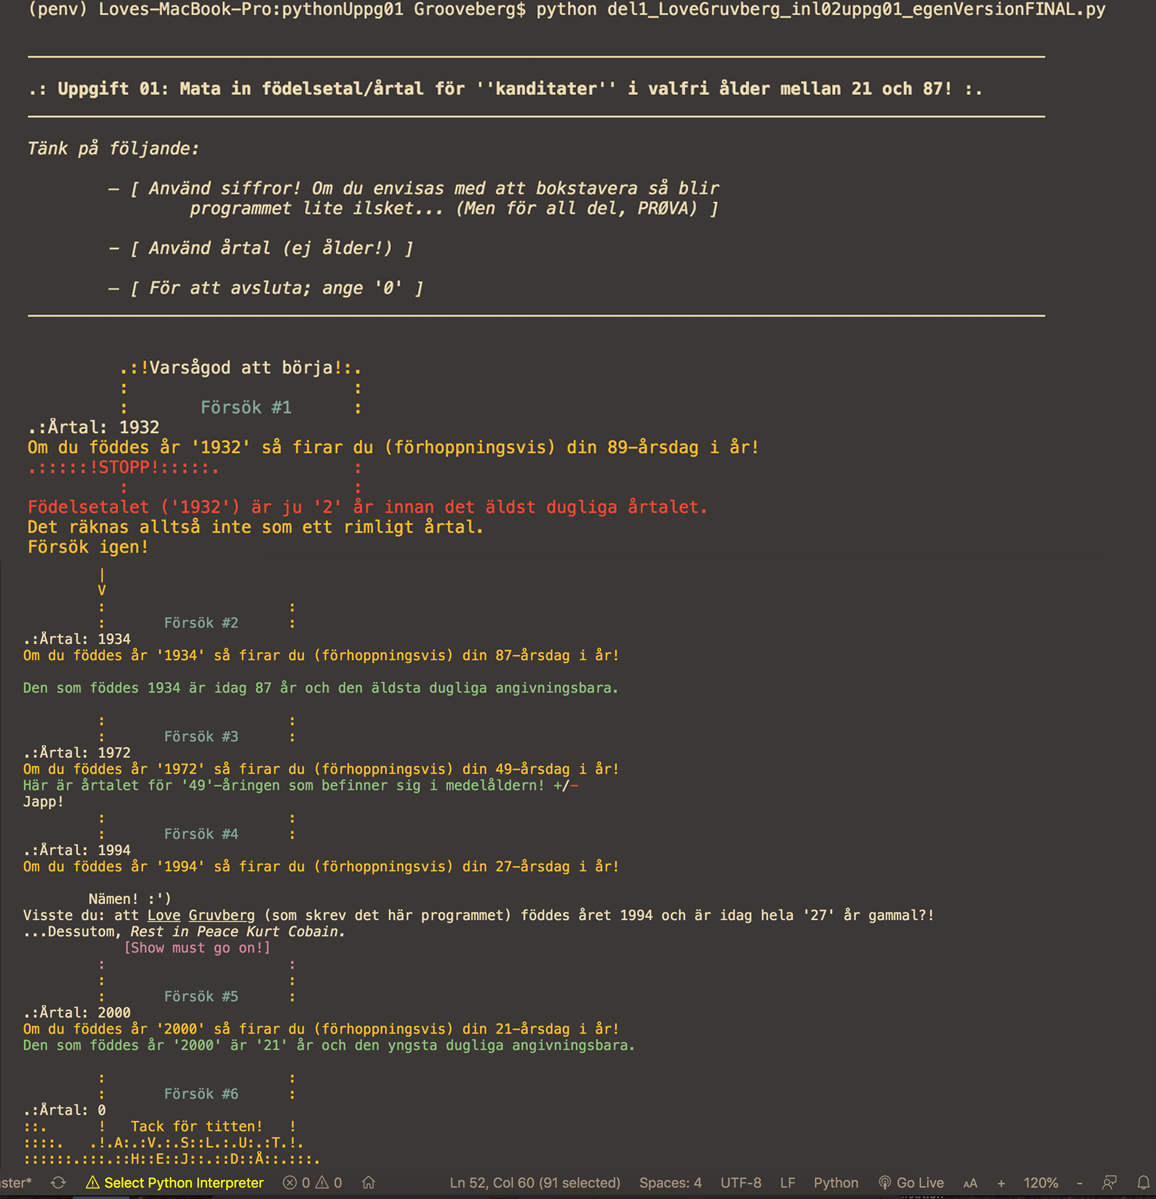 (penv) Loves-MacBook-Pro:pythonUppg01 Grooveberg$ python del1_LoveGruvberg_inl02uppg01_egenVersionFINAL.py
.: Uppgift 01: Mata in födelsetal/årtal för ''kanditater'' i valfri ålder mellan 21 och 87! :.
Tänk på följande:
– [ Använd siffror! Om du envisas med att bokstavera så blir
programmet lite ilsket... (Men för all del, PRØVA) ]
– [ Använd årtal (ej ålder!) ]
– [ För att avsluta; ange '0' ]
.:!Varsågod att börja!:.
: :
: Försök #1 :
.:Årtal: 1932
Om du föddes år '1932' så firar du (förhoppningsvis) din 89-årsdag i år!
.:::::!STOPP!:::::. :
: :
Födelsetalet ('1932') är ju '2' år innan det äldst dugliga årtalet.
Det räknas alltså inte som ett rimligt årtal.
Försök igen!
|
V
: :
: Försök #2 :
.:Årtal: 1934
Om du föddes år '1934' så firar du (förhoppningsvis) din 87-årsdag i år!
Den som föddes 1934 är idag 87 år och den äldsta dugliga angivningsbara.
: :
: Försök #3 :
.:Årtal: 1972
Om du föddes år '1972' så firar du (förhoppningsvis) din 49-årsdag i år!
Här är årtalet för '49'-åringen som befinner sig i medelåldern! +/-
Japp!
: :
: Försök #4 :
.:Årtal: 1994
Om du föddes år '1994' så firar du (förhoppningsvis) din 27-årsdag i år!
Nämen! :')
Visste du: att Love Gruvberg (som skrev det här programmet) föddes året 1994 och är idag hela '27' år gammal?!
...Dessutom, Rest in Peace Kurt Cobain.
[Show must go on!]
: :
: :
: Försök #5 :
.:Årtal: 2000
Om du föddes år '2000' så firar du (förhoppningsvis) din 21-årsdag i år!
Den som föddes år '2000' är '21' år och den yngsta dugliga angivningsbara.
: :
: Försök #6 :
.:Årtal: 0
::. ! Tack för titten! !
::::. .!.A:.:V.:.S::L.:.U:.:T.!.
::::::.:::.::H::E::J::.::D::Å::.:::.
ster* Select Python Interpreter 0 0 Ln 52, Col 60 (91 selected) Spaces: 4 UTF-8 LF Python Go Live AA + 120% -